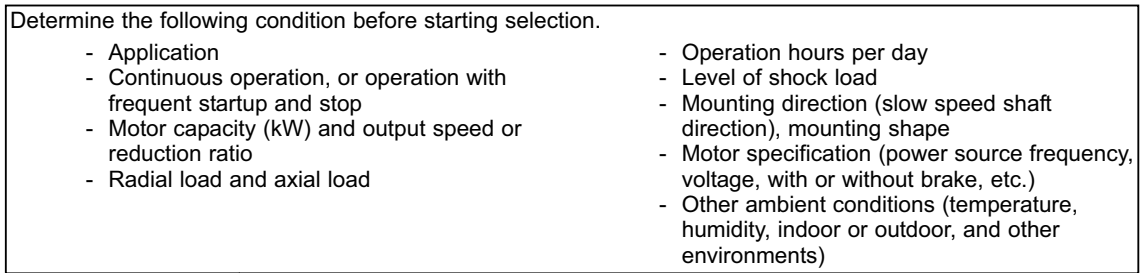 Determine the following condition before starting selection.
- Application
- Continuous operation, or operation with
frequent startup and stop
- Motor capacity (kW) and output speed or
reduction ratio
- Radial load and axial load
- Operation hours per day
- Level of shock load
- Mounting direction (slow speed shaft
direction), mounting shape
- Motor specification (power source frequency,
voltage, with or without brake, etc.)
- Other ambient conditions (temperature,
humidity, indoor or outdoor, and other
environments)